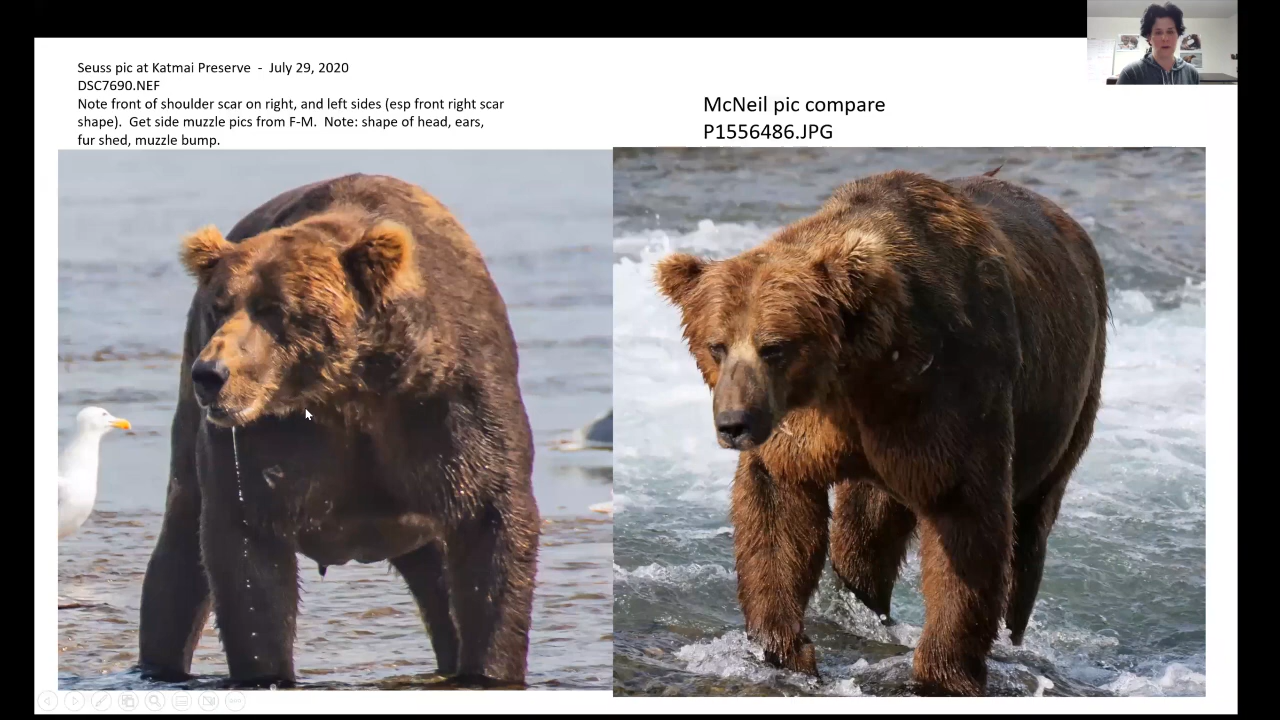 Seuss pic at Katmai Preserve - July 29, 2020
DSC7690.NEF
Note front of shoulder scar on right, and left sides (esp front right scar
shape). Get side muzzle pics from F-M. Note: shape of head, ears,
fur shed, muzzle bump.
McNeil pic compare
P1556486.JPG